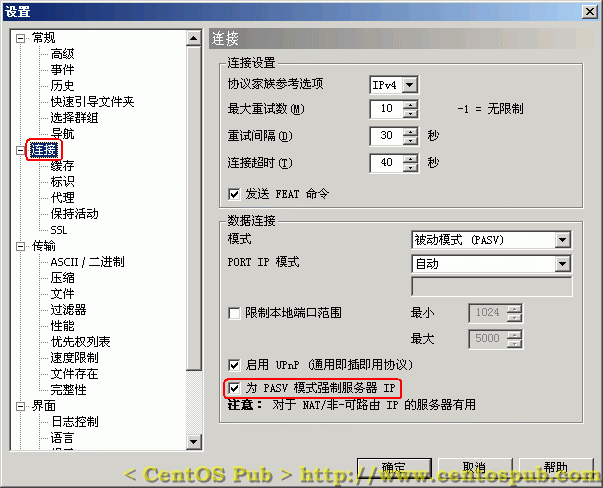 设置
常规
高级
事件
历史
快速引导文件夹
选择群组
导航
连接
缓存
标识
代理
保持活动
SSL
传输
ASCII / 二进制
压缩
文件
过滤器
性能
优先权列表
速度限制
文件存在
完整性
界面
日志控制
语言
连接
连接设置
协议家族参考选项 IPv4
最大重试数(M) 10 -1 = 无限制
重试间隔(D) 30 秒
连接超时(T) 40 秒
发送 FEAT 命令
数据连接
模式 被动模式 (PASV)
PORT IP 模式 自动
限制本地端口范围 最小 1024
最大 5000
启用 UPnP (通用即插即用协议)
为 PASV 模式强制服务器 IP
注意： 对于 NAT/非-可路由 IP 的服务器有用
确定 取消 帮助
< CentOS Pub > http://www.centospub.com